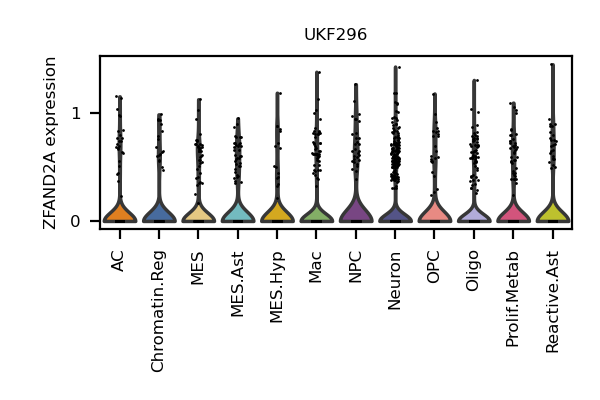 UKF296
ZFAND2A expression
1
0
AC
Chromatin.Reg
MES
MES.Ast
MES.Hyp
Mac
NPC
Neuron
OPC
Oligo
Prolif.Metab
Reactive.Ast